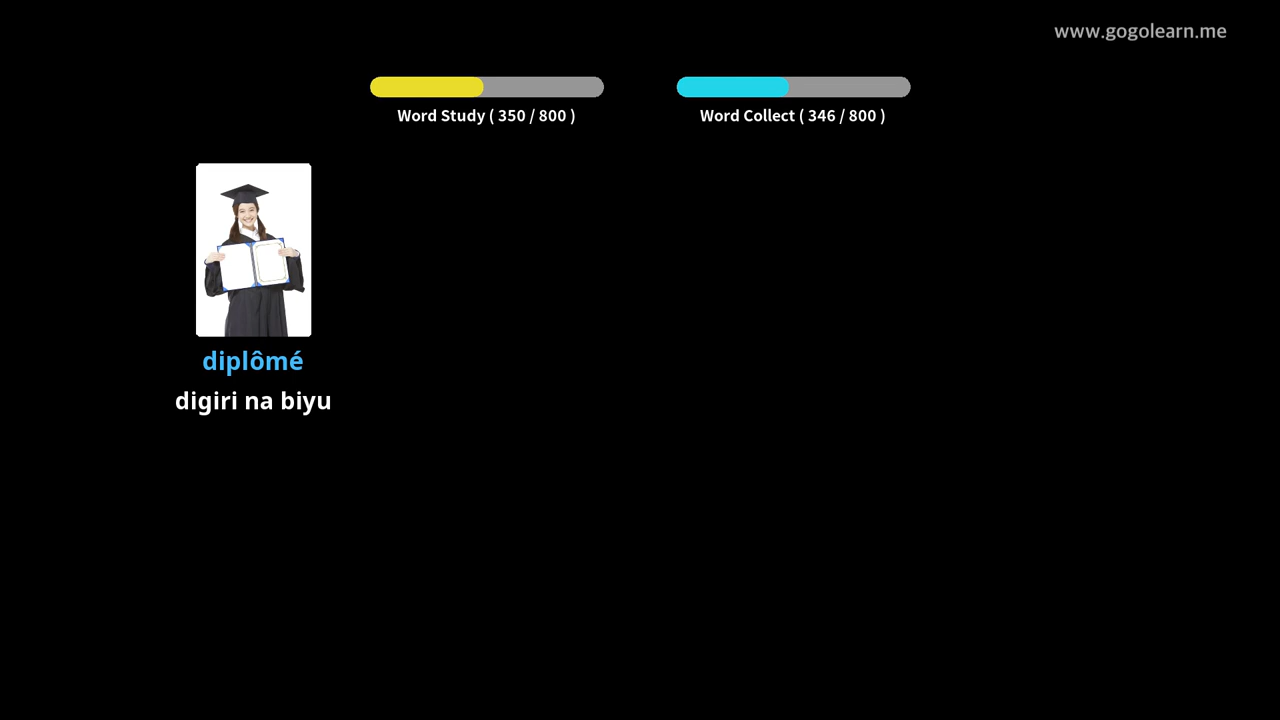 www.gogolearn.me
Word Study ( 350 / 800 )
Word Collect ( 346 / 800 )
diplômé
digiri na biyu